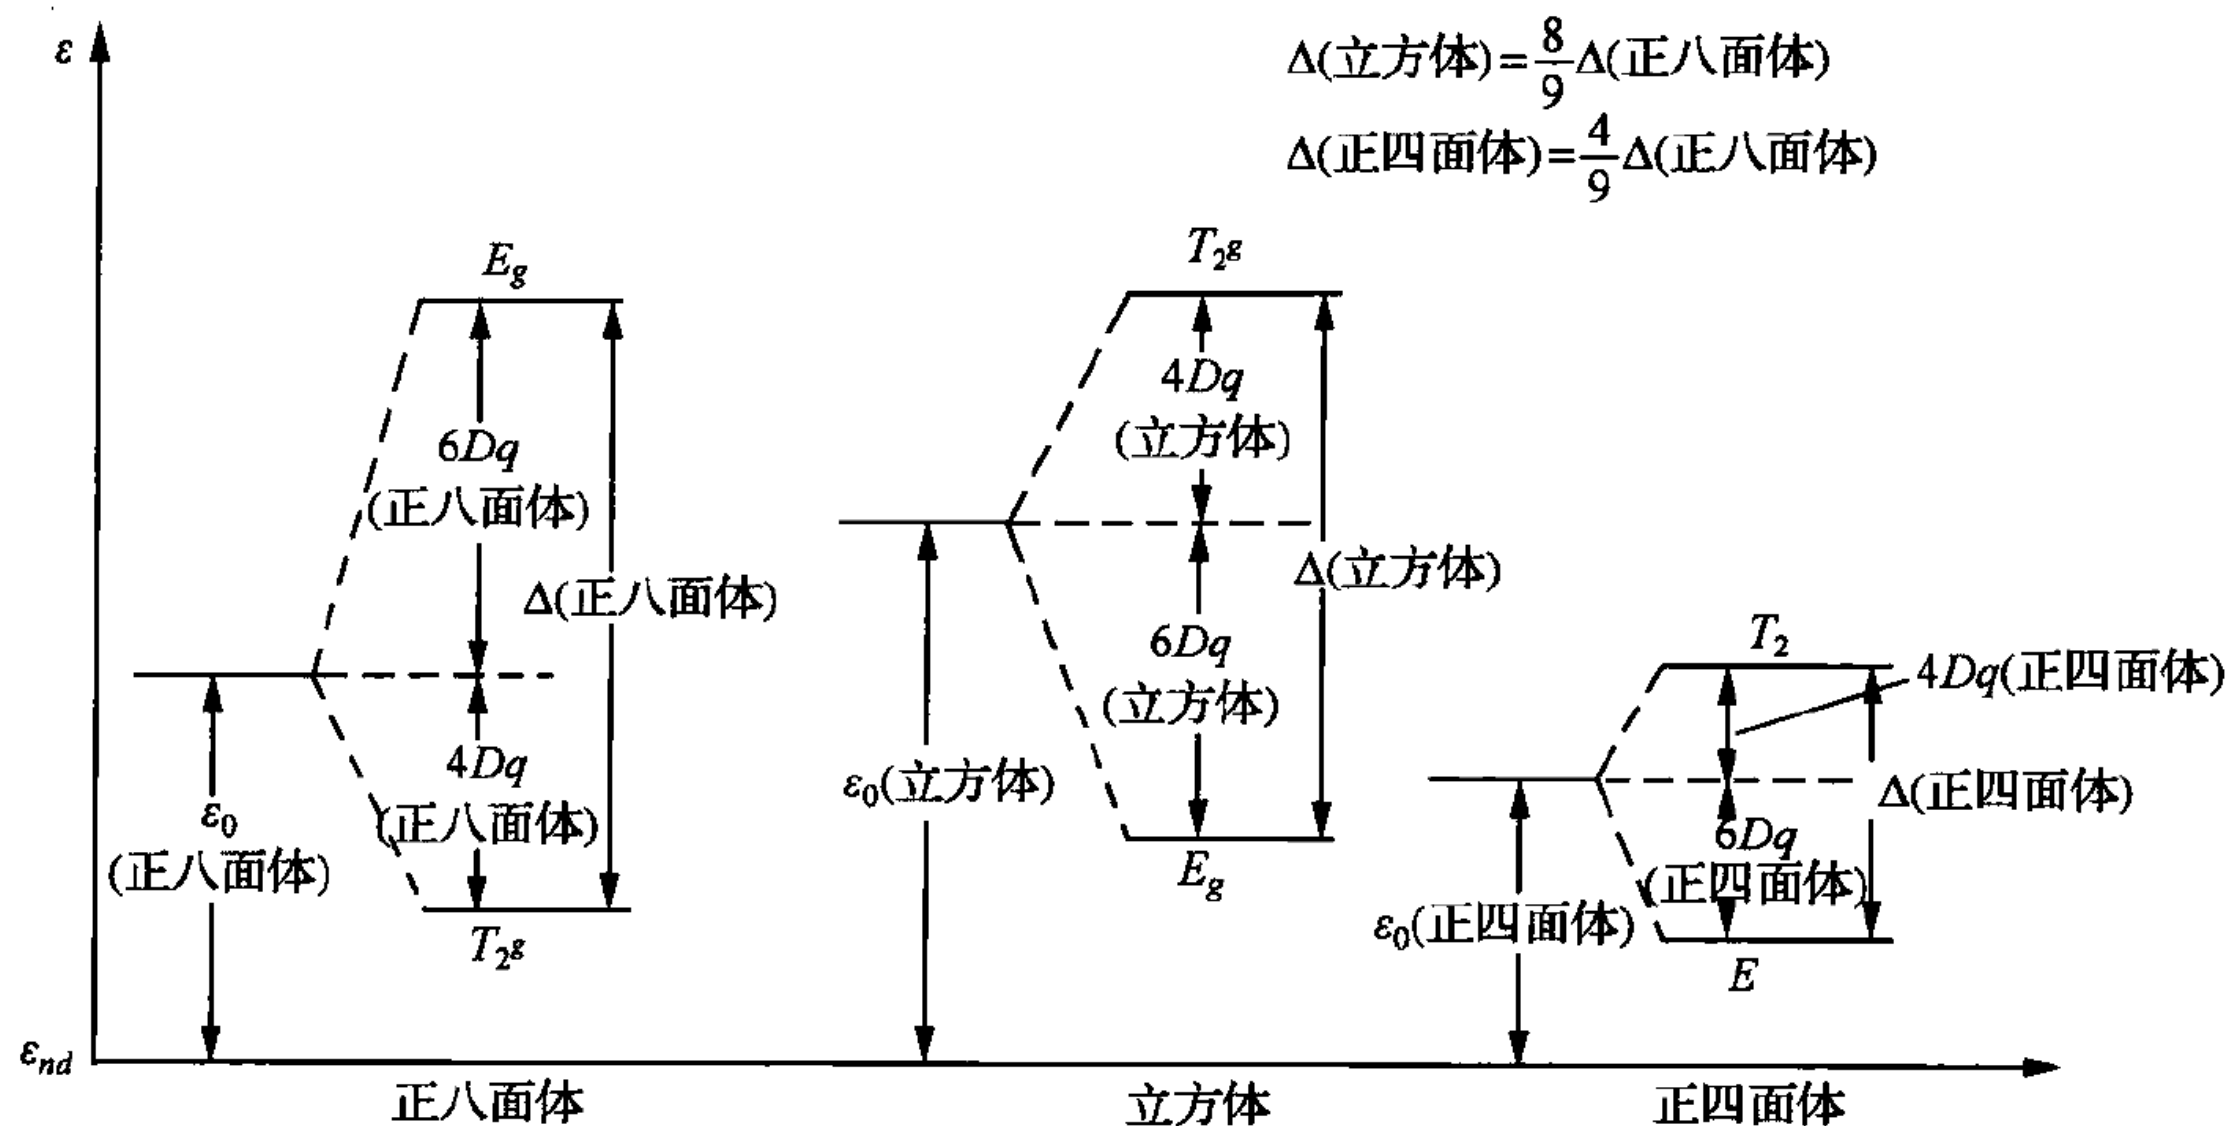 ε
Δ(立方体)=8/9Δ(正八面体)
Δ(正四面体)=4/9Δ(正八面体)
E_g
6Dq
(正八面体)
Δ(正八面体)
4Dq
(正八面体)
T_2g
ε_0
(正八面体)
T_2g
4Dq
(立方体)
Δ(立方体)
6Dq
(立方体)
ε_0(立方体)
E_g
T_2
4Dq(正四面体)
Δ(正四面体)
6Dq
(正四面体)
ε_0(正四面体)
E
ε_nd
正八面体
立方体
正四面体